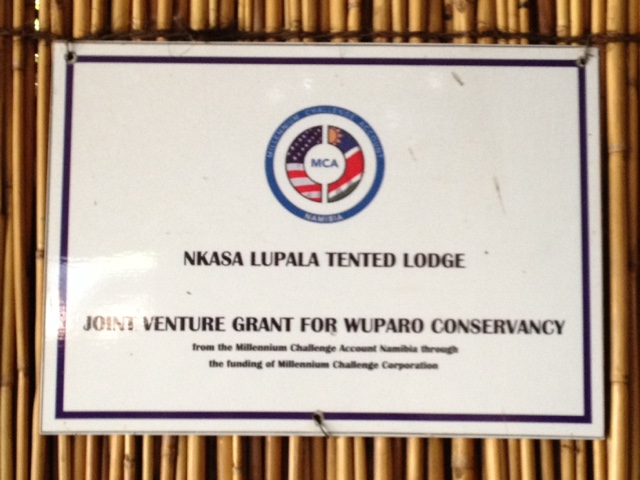 MILLENNIUM CHALLENGE ACCOUNT
MCA
NAMIBIA
NKASA LUPALA TENTED LODGE
JOINT VENTURE GRANT FOR WUPARO CONSERVANCY
from the Millennium Challenge Account Namibia through
the funding of Millennium Challenge Corporation